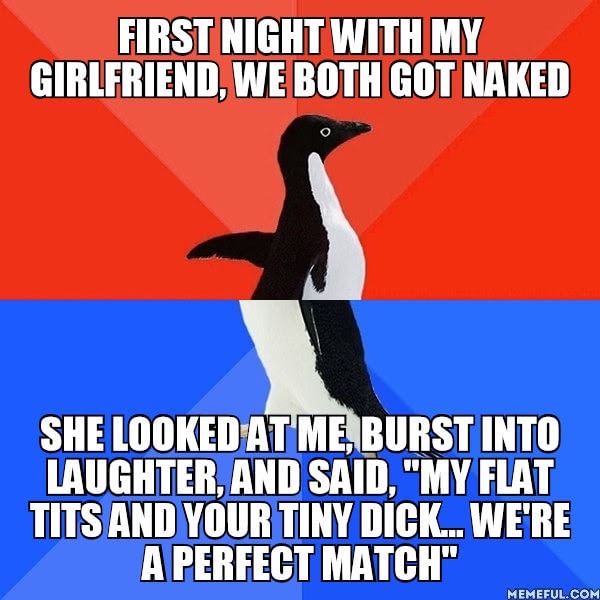 FIRST NIGHT WITH MY
GIRLFRIEND, WE BOTH GOT NAKED
SHE LOOKED AT ME, BURST INTO
LAUGHTER, AND SAID, "MY FLAT
TITS AND YOUR TINY DICK... WE'RE
A PERFECT MATCH"
MEMEFUL.COM